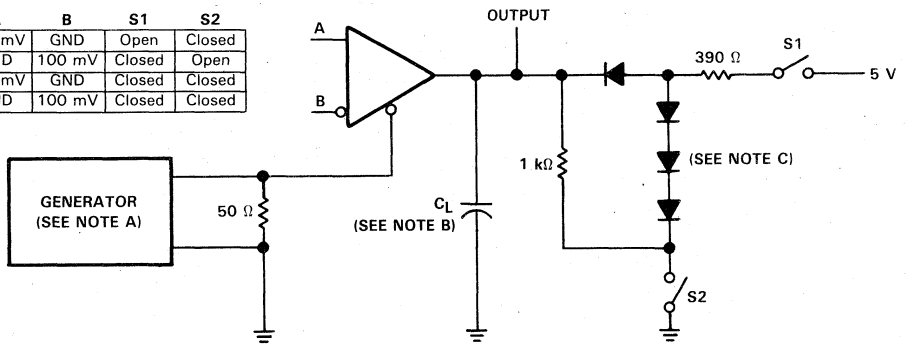 B S1 S2
mV GND Open Closed
D 100 mV Closed Open
mV GND Closed Closed
D 100 mV Closed Closed
OUTPUT
A
B
390 Ω
S1
5 V
1 kΩ
(SEE NOTE C)
GENERATOR
(SEE NOTE A)
50 Ω
CL
(SEE NOTE B)
S2